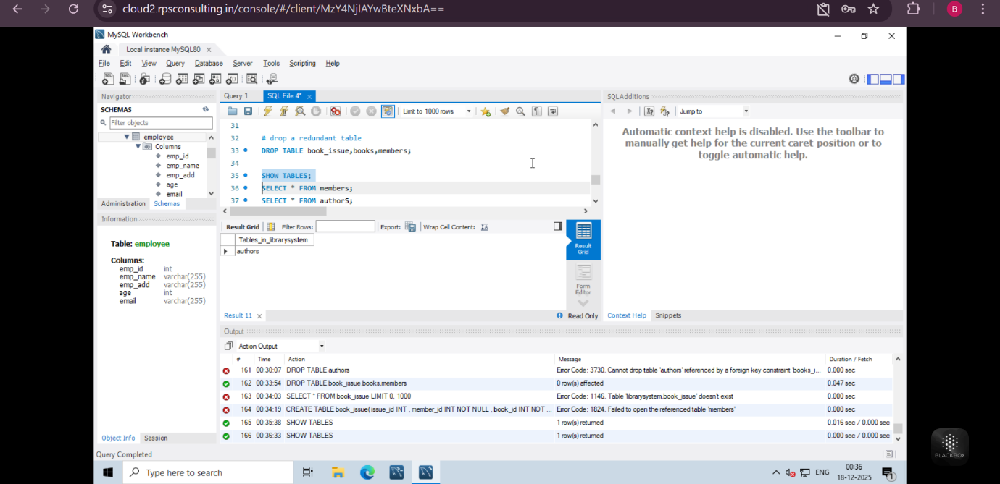 cloud2.rpsconsulting.in/console/#/client/MzY4NjIAYwBteXNxbA==
B
MySQL Workbench
Local instance MySQL80
File Edit View Query Database Server Tools Scripting Help
Navigator
SCHEMAS
Filter objects
employee
Columns
emp_id
emp_name
emp_add
age
email
Administration Schemas
Information
Table: employee
Columns:
emp_id int
emp_name varchar(255)
emp_add varchar(255)
age int
email varchar(255)
Object Info Session
Query Completed
Query 1 SQL File 4*
Limit to 1000 rows
31
32 # drop a redundant table
33 DROP TABLE book_issue,books,members;
34
35 SHOW TABLES;
36 SELECT * FROM members;
37 SELECT * FROM authorS;
Result Grid Filter Rows: Export: Wrap Cell Content:
Tables_in_librarysystem
authors
Result Grid
Form Editor
Result 11 Read Only
SQLAdditions
Jump to
Automatic context help is disabled. Use the toolbar to
manually get help for the current caret position or to
toggle automatic help.
Context Help Snippets
Output
Action Output
# Time Action Message Duration / Fetch
161 00:30:07 DROP TABLE authors Error Code: 3730. Cannot drop table 'authors' referenced by a foreign key constraint 'books_i... 0.000 sec
162 00:33:54 DROP TABLE book_issue,books,members 0 row(s) affected 0.047 sec
163 00:34:03 SELECT * FROM book_issue LIMIT 0, 1000 Error Code: 1146. Table 'librarysystem.book_issue' doesn't exist 0.000 sec
164 00:34:19 CREATE TABLE book_issue( issue_id INT , member_id INT NOT NULL , book_id INT NOT ... Error Code: 1824. Failed to open the referenced table 'members' 0.000 sec
165 00:35:38 SHOW TABLES 1 row(s) returned 0.016 sec / 0.000 sec
166 00:36:33 SHOW TABLES 1 row(s) returned 0.000 sec / 0.000 sec
BLACKBOX
Type here to search
ENG
00:36
18-12-2025
1